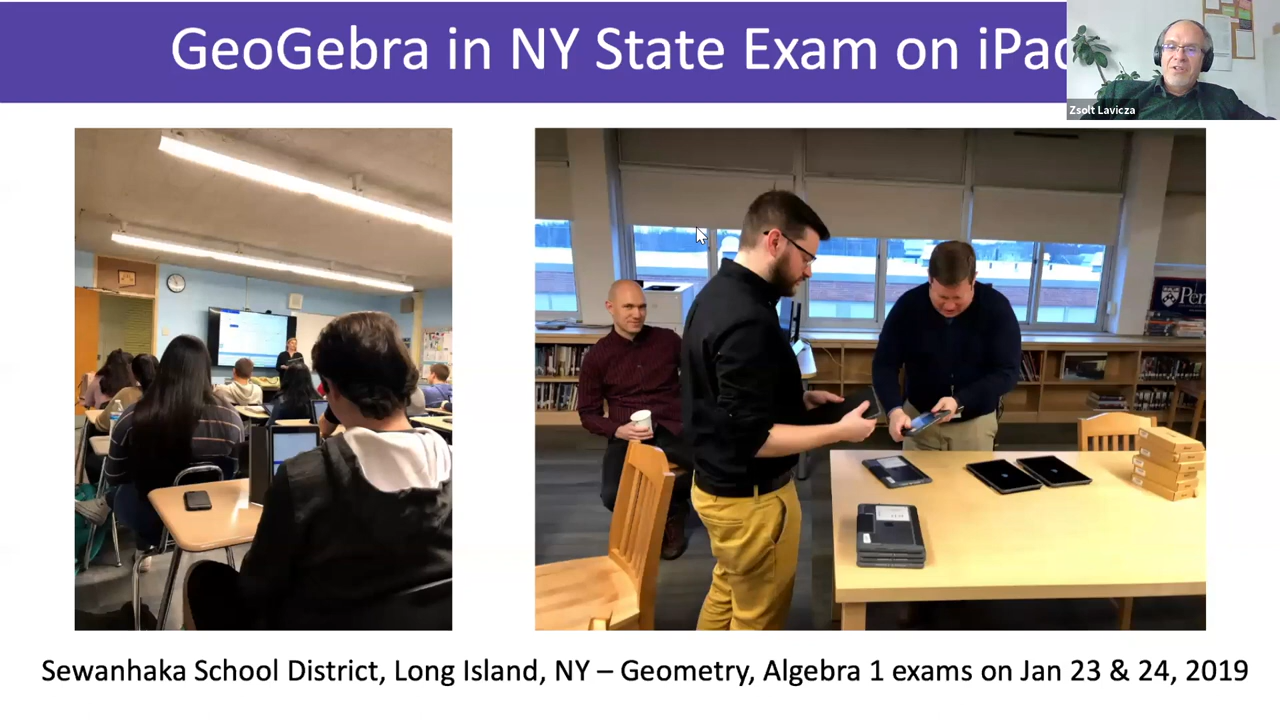 GeoGebra in NY State Exam on iPad
Zsolt Lavicza
Penn
Sewanhaka School District, Long Island, NY – Geometry, Algebra 1 exams on Jan 23 & 24, 2019